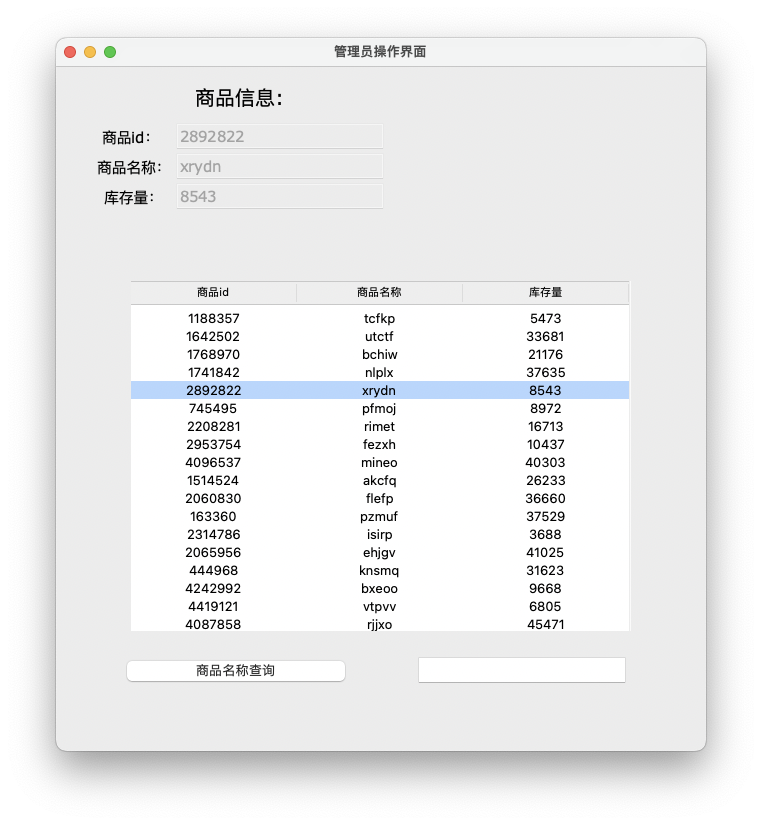 管理员操作界面
商品信息:
商品id: 2892822
商品名称: xrydn
库存量: 8543
商品id 商品名称 库存量
1188357 tcfkp 5473
1642502 utctf 33681
1768970 bchiw 21176
1741842 nlplx 37635
2892822 xrydn 8543
745495 pfmoj 8972
2208281 rimet 16713
2953754 fezxh 10437
4096537 mineo 40303
1514524 akcfq 26233
2060830 flefp 36660
163360 pzmuf 37529
2314786 isirp 3688
2065956 ehjgv 41025
444968 knsmq 31623
4242992 bxeoo 9668
4419121 vtpvv 6805
4087858 rjjxo 45471
商品名称查询